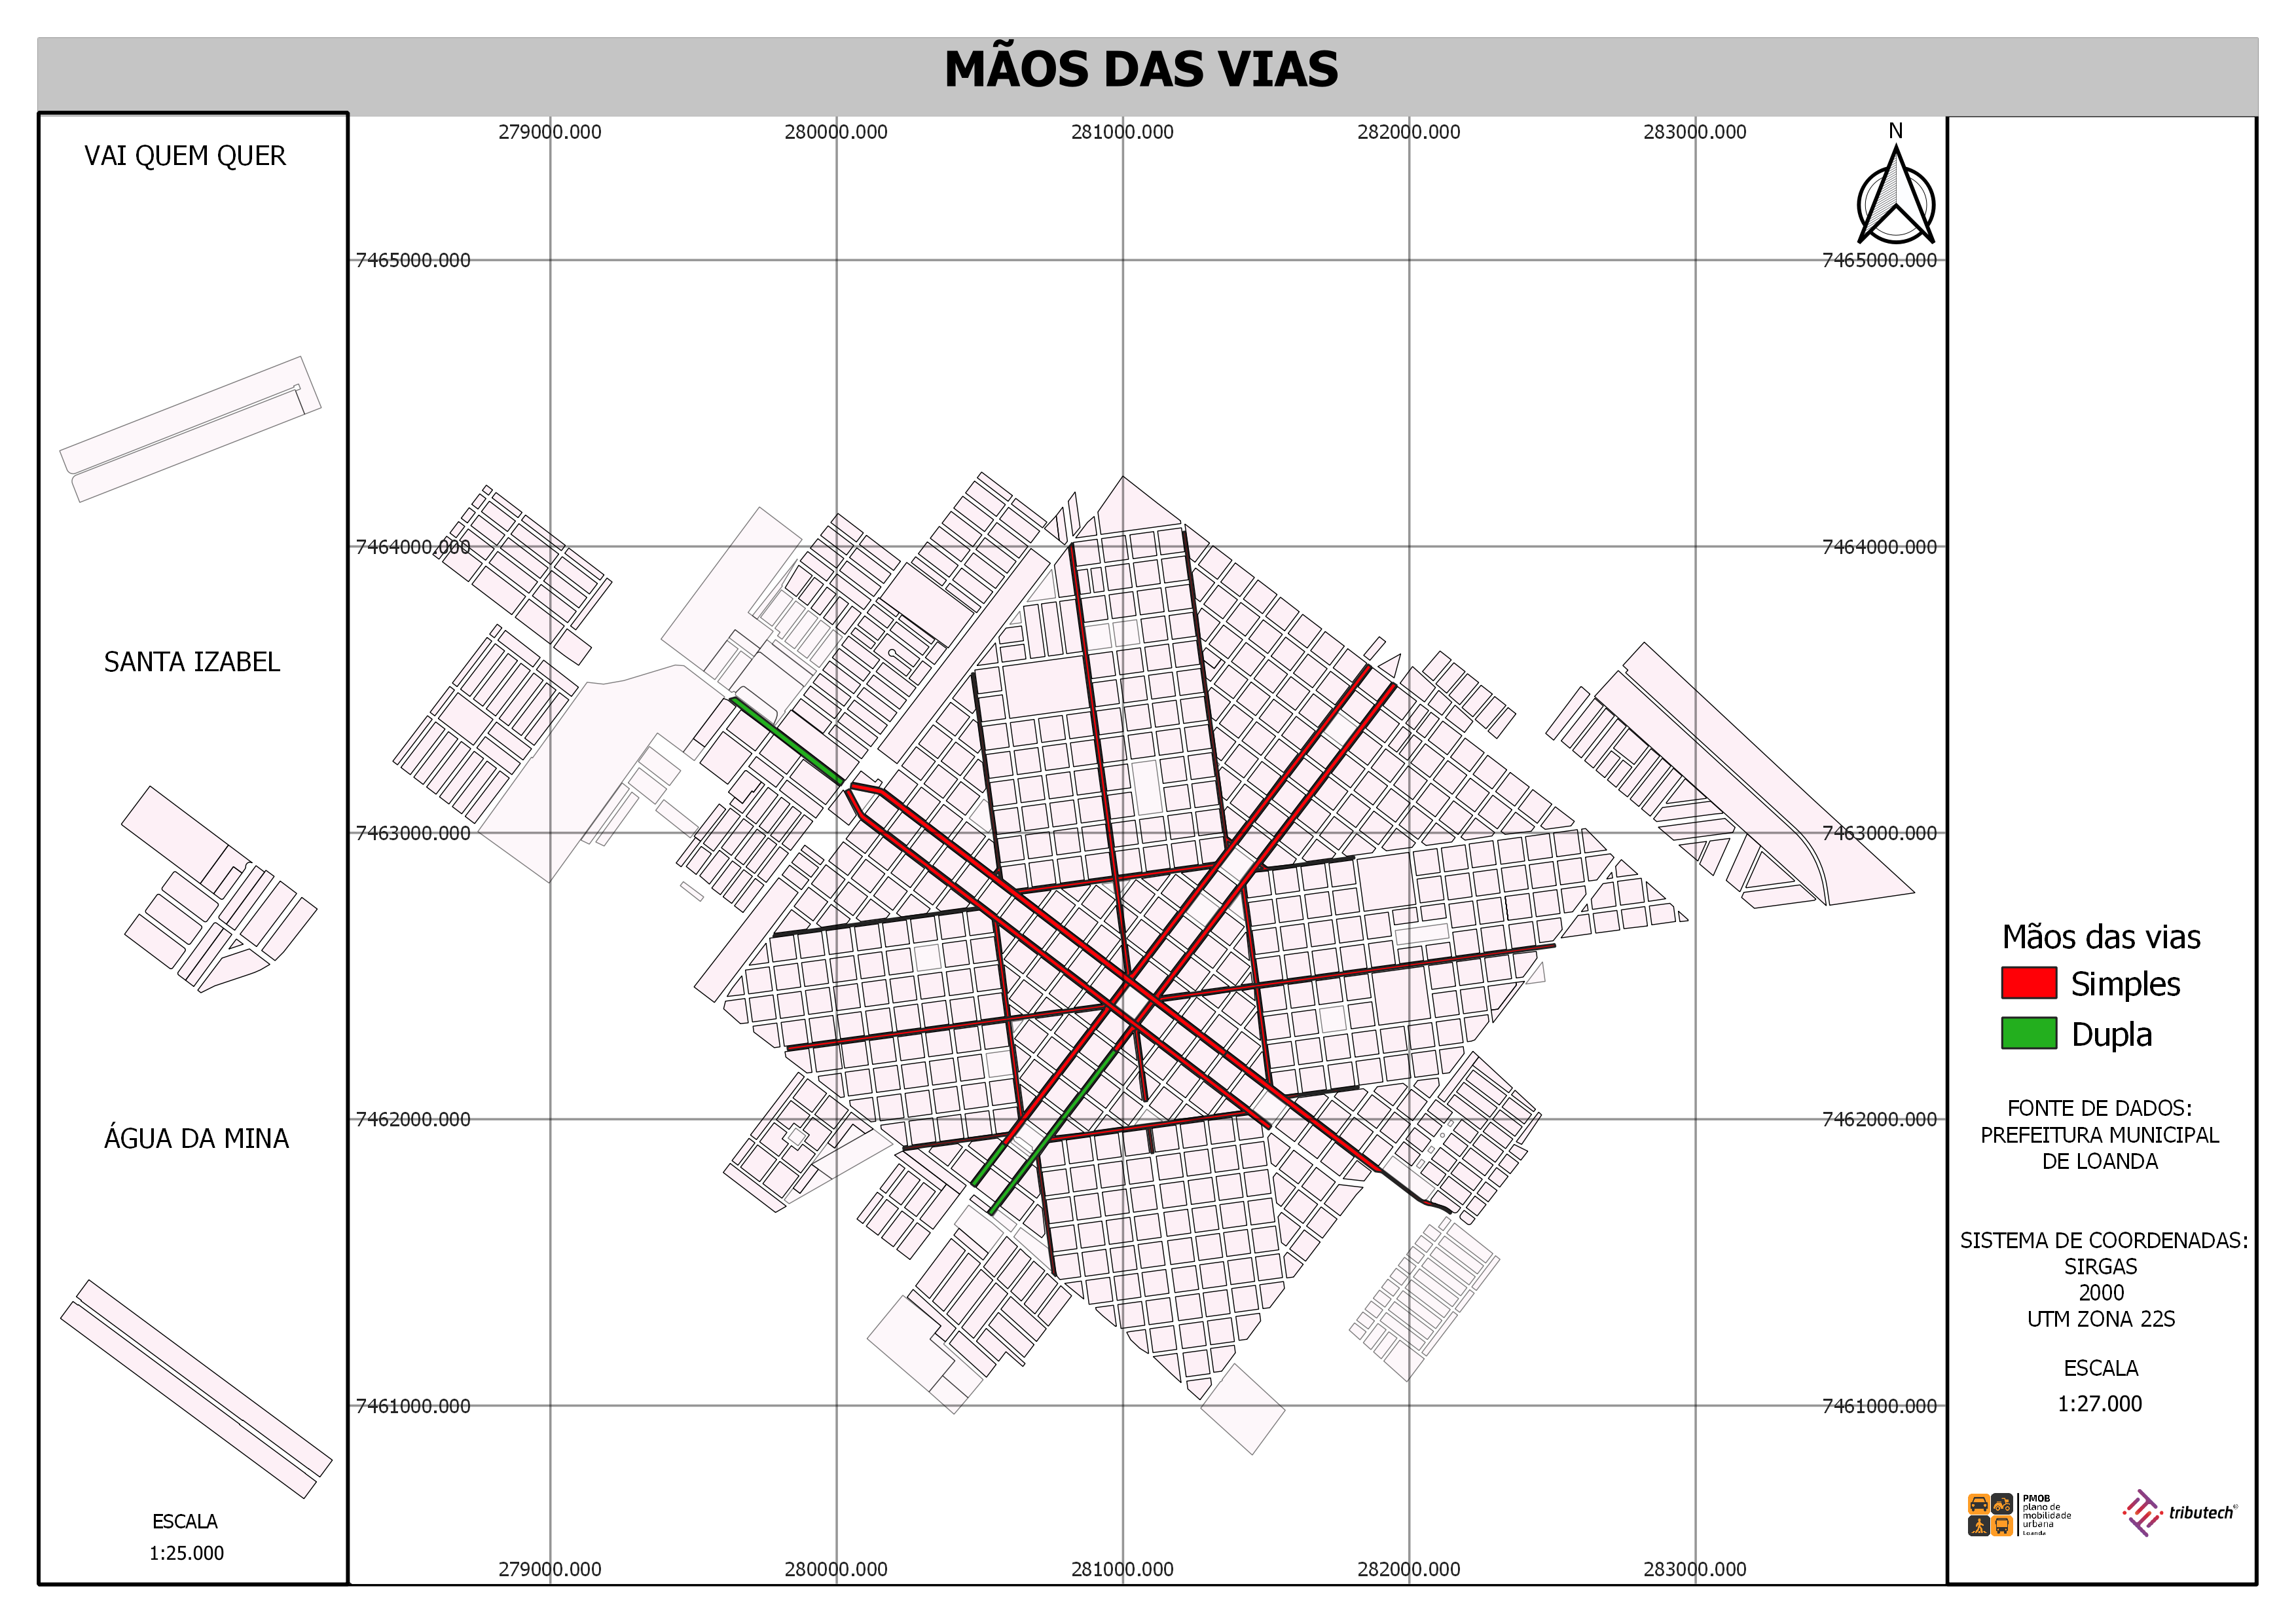 MÃOS DAS VIAS
VAI QUEM QUER
SANTA IZABEL
ÁGUA DA MINA
ESCALA
1:25.000
279000.000 280000.000 281000.000 282000.000 283000.000
N
7465000.000 7465000.000
7464000.000 7464000.000
7463000.000 7463000.000
7462000.000 7462000.000
7461000.000 7461000.000
279000.000 280000.000 281000.000 282000.000 283000.000
Mãos das vias
Simples
Dupla
FONTE DE DADOS:
PREFEITURA MUNICIPAL
DE LOANDA
SISTEMA DE COORDENADAS:
SIRGAS
2000
UTM ZONA 22S
ESCALA
1:27.000
PMOB
plano de
mobilidade
urbana
Loanda
tributech®